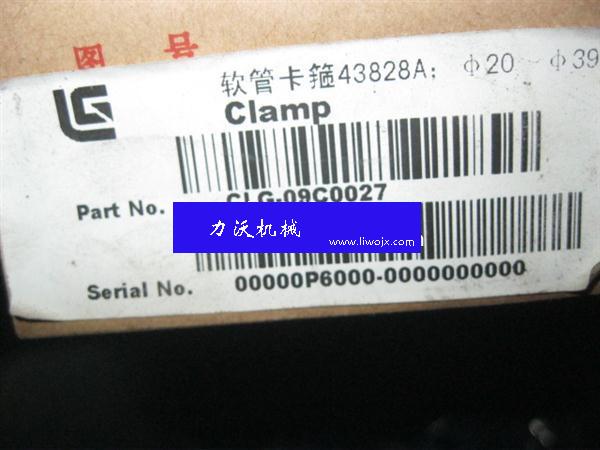 图 号
软管卡箍43828A; Φ20 Φ39
Clamp
Part No. CLG-09C0027
力沃机械
www.liwojx.com
Serial No. 00000P6000-0000000000